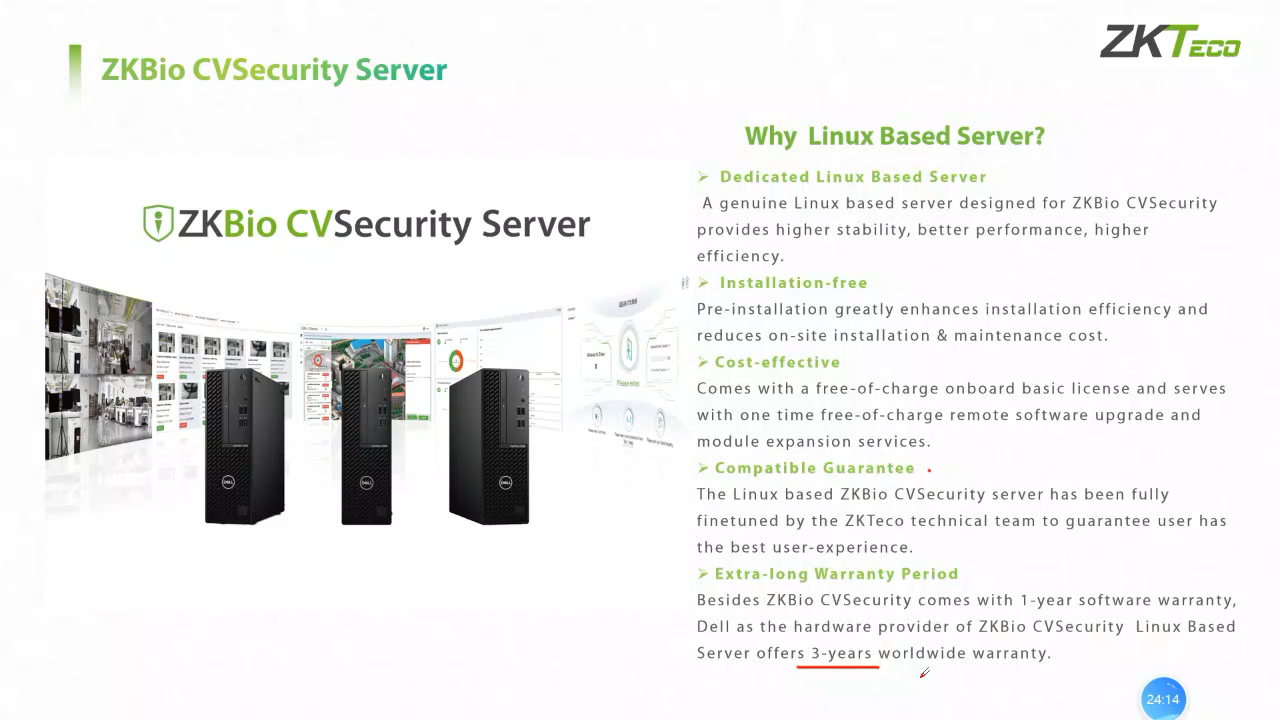 ZKBio CVSecurity Server
ZKTECO
Why Linux Based Server?
ZKBio CVSecurity Server
Please enter
DELL
DELL
DELL
➢ Dedicated Linux Based Server
A genuine Linux based server designed for ZKBio CVSecurity
provides higher stability, better performance, higher
efficiency.
➢ Installation-free
Pre-installation greatly enhances installation efficiency and
reduces on-site installation & maintenance cost.
➢ Cost-effective
Comes with a free-of-charge onboard basic license and serves
with one time free-of-charge remote software upgrade and
module expansion services.
➢ Compatible Guarantee
The Linux based ZKBio CVSecurity server has been fully
finetuned by the ZKTeco technical team to guarantee user has
the best user-experience.
➢ Extra-long Warranty Period
Besides ZKBio CVSecurity comes with 1-year software warranty,
Dell as the hardware provider of ZKBio CVSecurity Linux Based
Server offers 3-years worldwide warranty.
24:14